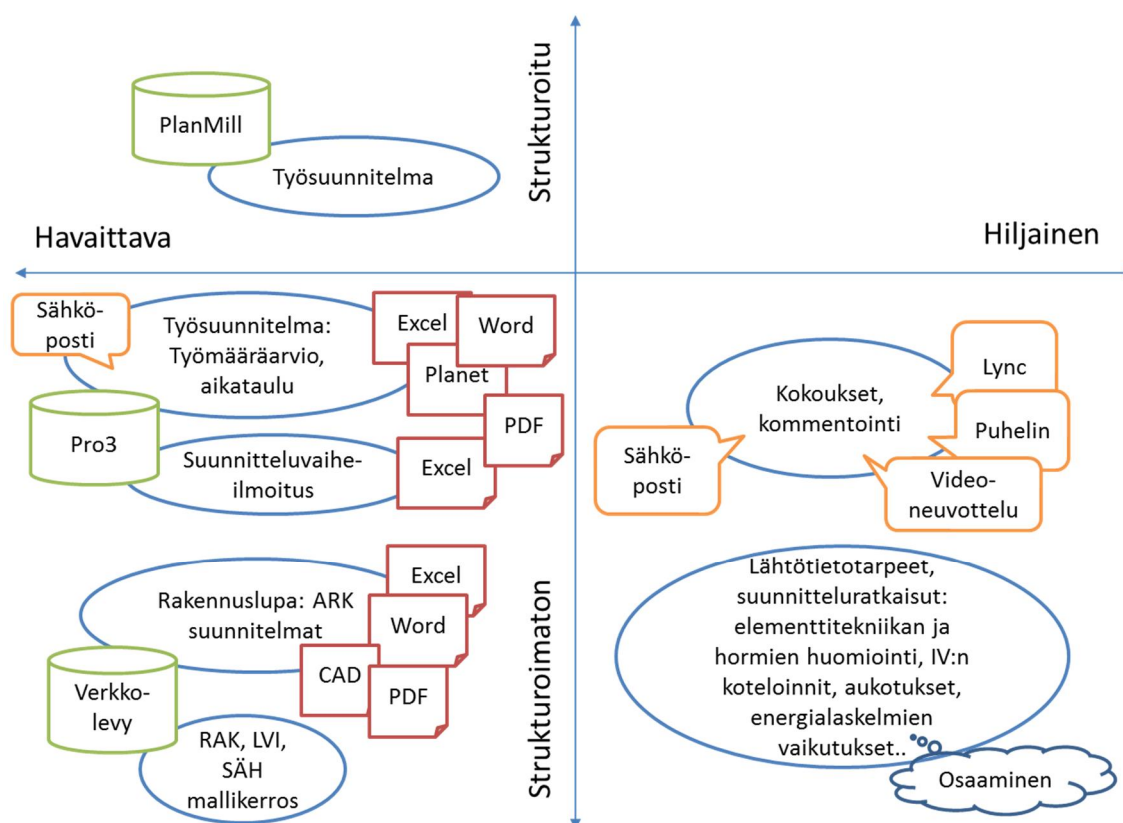 Strukturoitu
PlanMill
Työsuunnitelma
Havaittava
Hiljainen
Sähkö-
posti
Työsuunnitelma:
Työmääräarvio,
aikataulu
Excel
Word
Planet
PDF
Pro3
Suunnitteluvaihe-
ilmoitus
Excel
Kokoukset,
kommentointi
Lync
Puhelin
Sähkö-
posti
Video-
neuvottelu
Strukturoimaton
Rakennuslupa: ARK
suunnitelmat
Excel
Word
CAD
PDF
Verkko-
levy
RAK, LVI,
SÄH
mallikerros
Lähtötietotarpeet,
suunnitteluratkaisut:
elementtitekniikan ja
hormien huomiointi, IV:n
koteloinnit, aukotukset,
energialaskelmien
vaikutukset..
Osaaminen